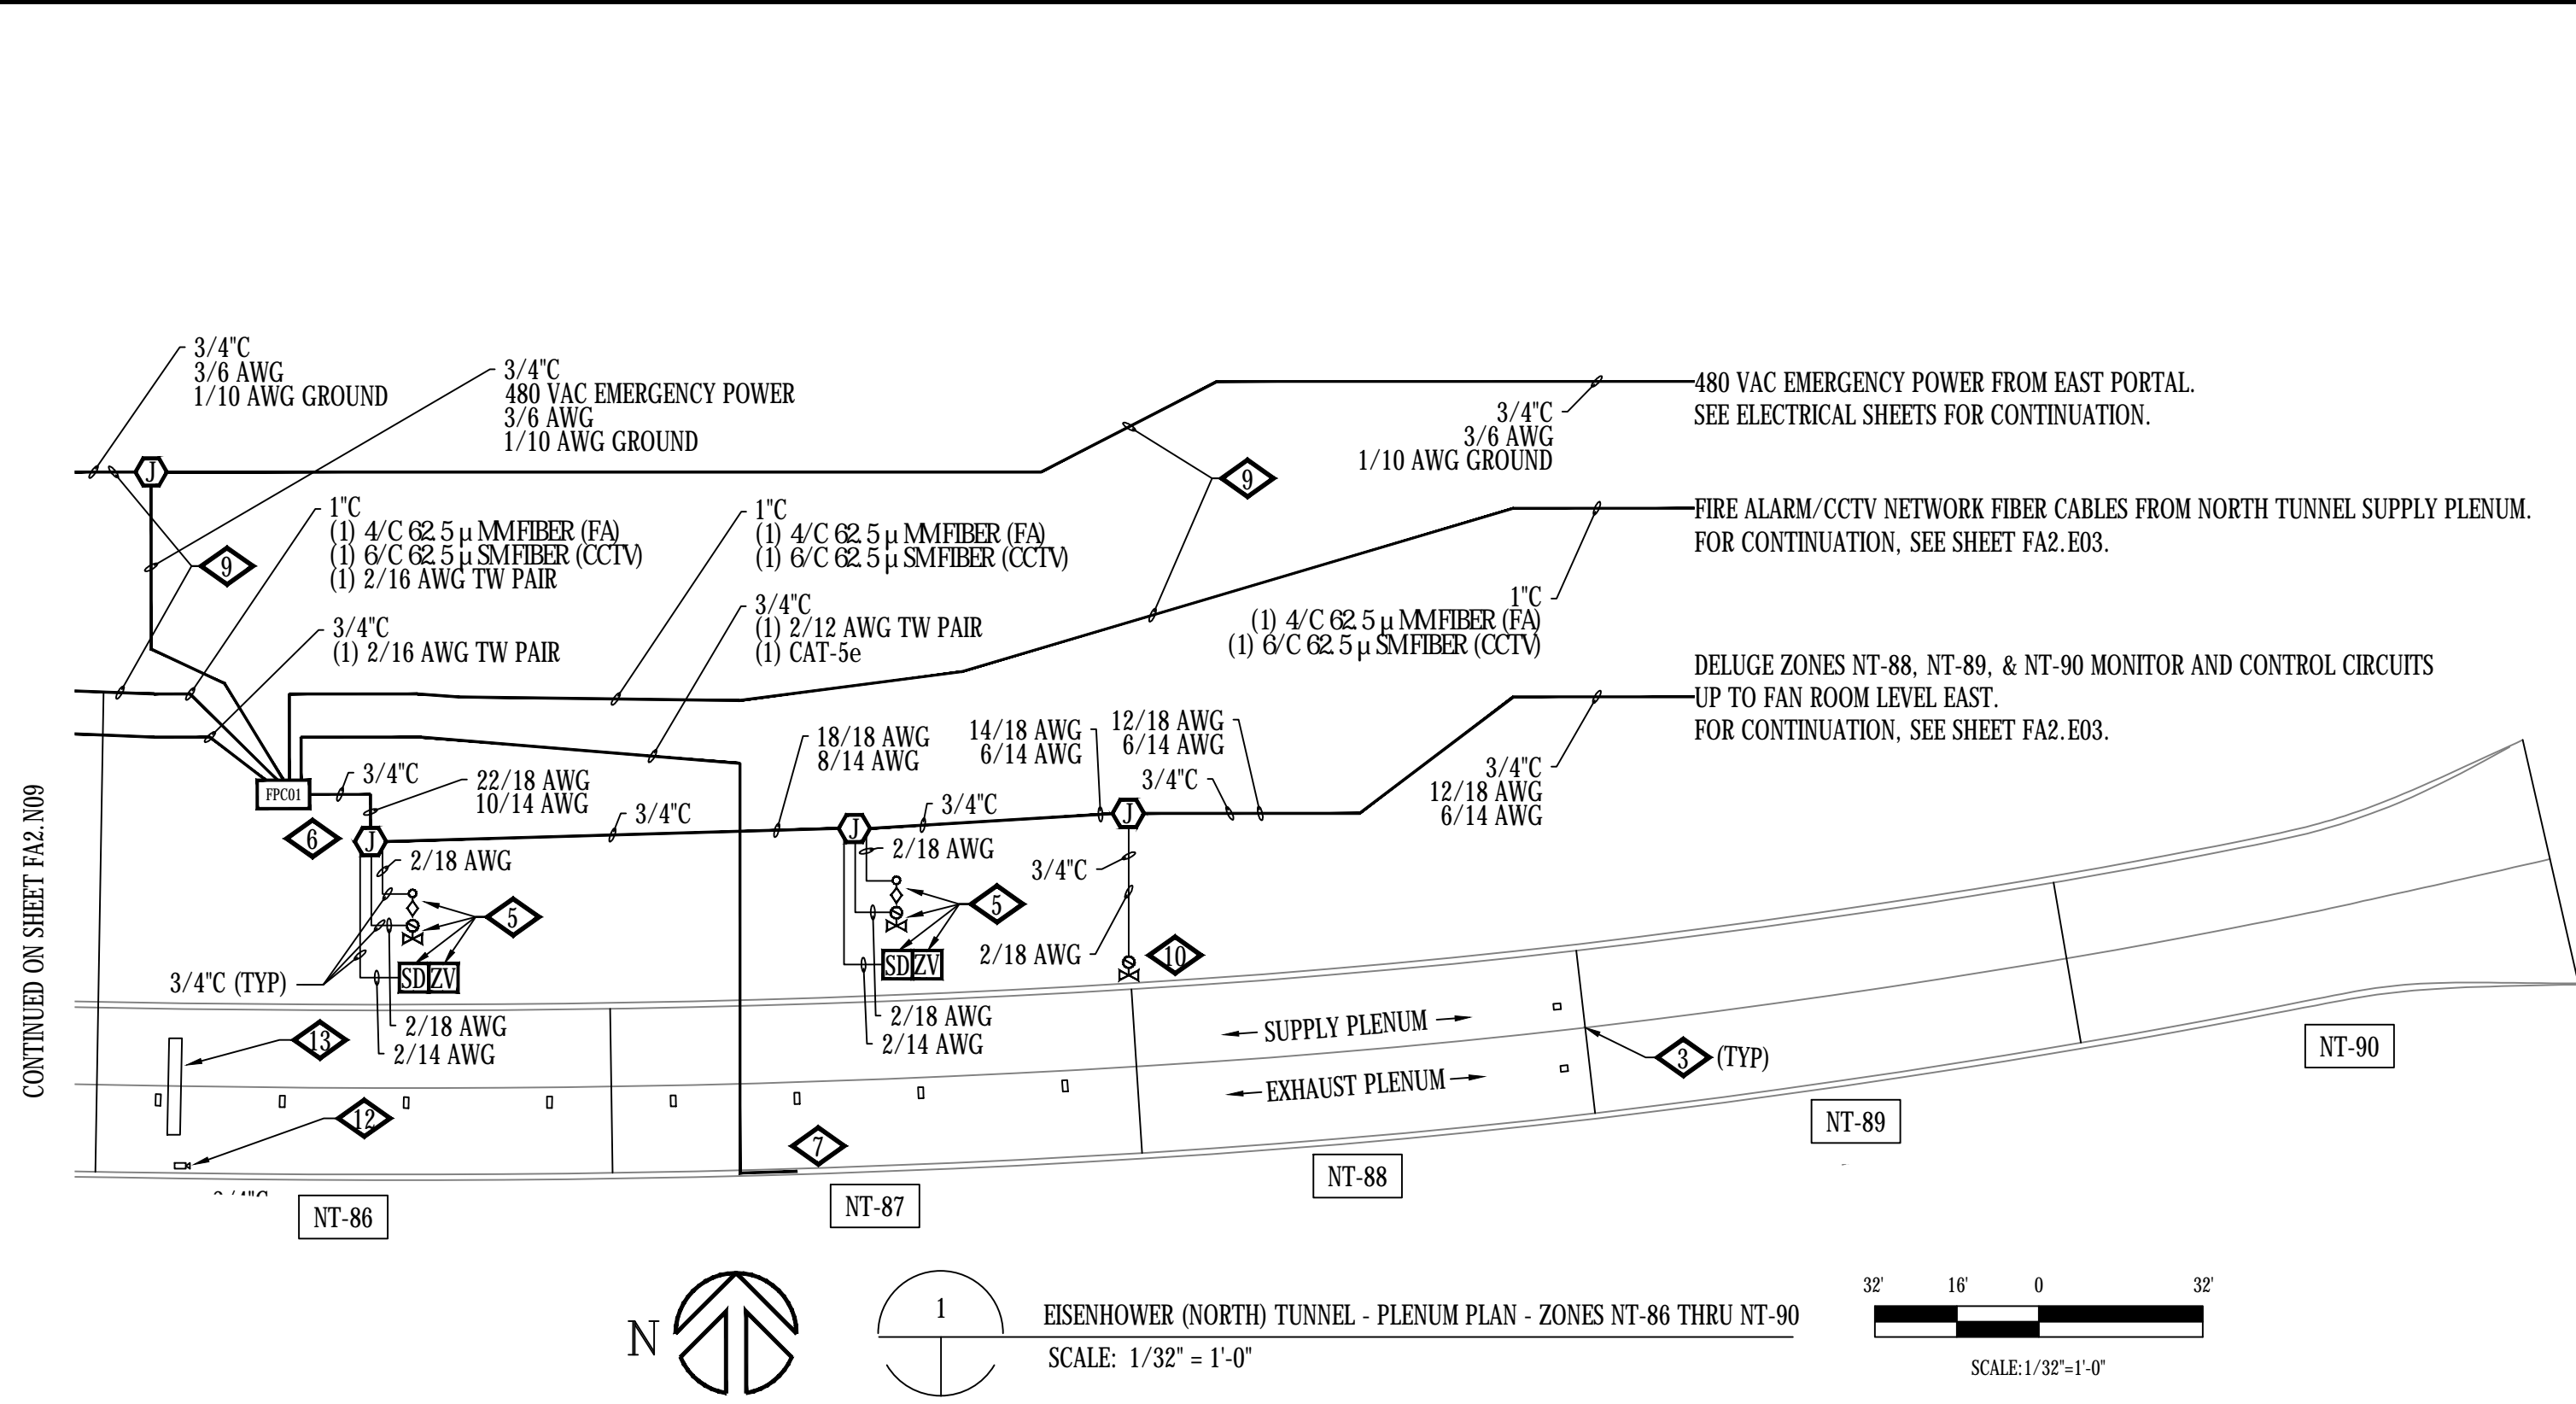 3/4"C
3/6 AWG
1/10 AWG GROUND
3/4"C
480 VAC EMERGENCY POWER
3/6 AWG
1/10 AWG GROUND
480 VAC EMERGENCY POWER FROM EAST PORTAL.
SEE ELECTRICAL SHEETS FOR CONTINUATION.
3/4"C
3/6 AWG
1/10 AWG GROUND
J
9
9
1"C
(1) 4/C 62.5 µ MM FIBER (FA)
(1) 6/C 62.5 µ SM FIBER (CCTV)
(1) 2/16 AWG TW PAIR
1"C
(1) 4/C 62.5 µ MM FIBER (FA)
(1) 6/C 62.5 µ SM FIBER (CCTV)
FIRE ALARM/CCTV NETWORK FIBER CABLES FROM NORTH TUNNEL SUPPLY PLENUM.
FOR CONTINUATION, SEE SHEET FA2.E03.
3/4"C
(1) 2/16 AWG TW PAIR
3/4"C
(1) 2/12 AWG TW PAIR
(1) CAT-5e
1"C
(1) 4/C 62.5 µ MM FIBER (FA)
(1) 6/C 62.5 µ SM FIBER (CCTV)
DELUGE ZONES NT-88, NT-89, & NT-90 MONITOR AND CONTROL CIRCUITS
UP TO FAN ROOM LEVEL EAST.
FOR CONTINUATION, SEE SHEET FA2.E03.
18/18 AWG
8/14 AWG
14/18 AWG
6/14 AWG
12/18 AWG
6/14 AWG
3/4"C
3/4"C
12/18 AWG
6/14 AWG
FPC01
3/4"C
22/18 AWG
10/14 AWG
3/4"C
3/4"C
6
J
J
J
2/18 AWG
2/18 AWG
3/4"C
5
5
SD ZV
SD ZV
2/18 AWG
10
3/4"C (TYP)
2/18 AWG
2/14 AWG
2/18 AWG
2/14 AWG
CONTINUED ON SHEET FA2.N09
13
12
7
SUPPLY PLENUM
EXHAUST PLENUM
3 (TYP)
NT-86
NT-87
NT-88
NT-89
NT-90
N
1
EISENHOWER (NORTH) TUNNEL - PLENUM PLAN - ZONES NT-86 THRU NT-90
SCALE: 1/32" = 1'-0"
32' 16' 0 32'
SCALE:1/32"=1'-0"